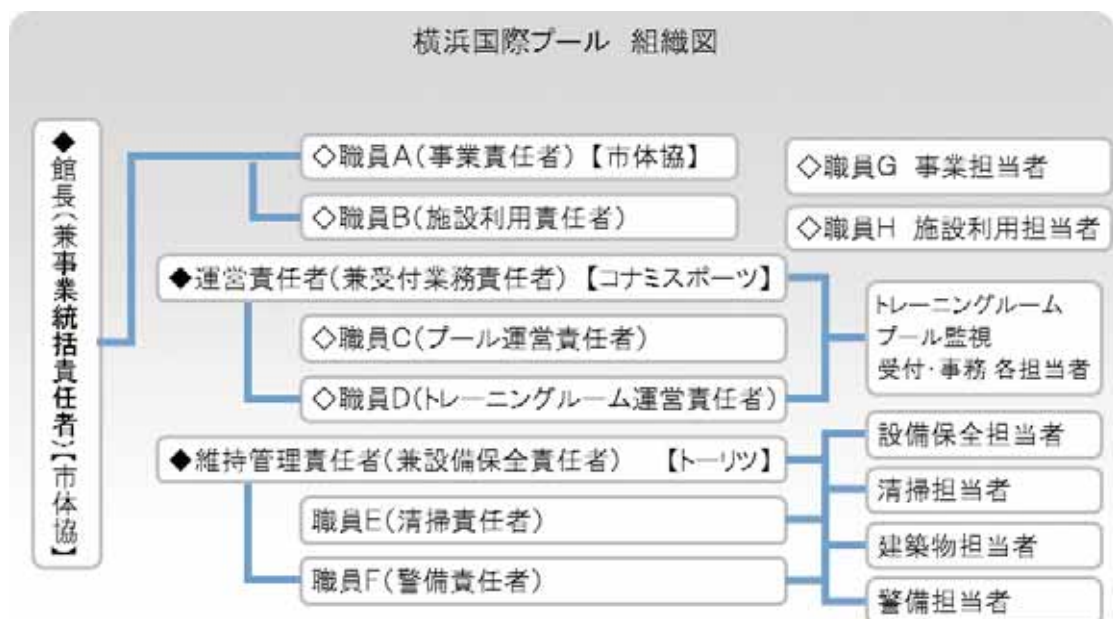 横浜国際プール 組織図
◆館長(兼事業統括責任者)【市体協】
◇職員A(事業責任者)【市体協】
◇職員B(施設利用責任者)
◆運営責任者(兼受付業務責任者)【コナミスポーツ】
◇職員C(プール運営責任者)
◇職員D(トレーニングルーム運営責任者)
◆維持管理責任者(兼設備保全責任者) 【トーリツ】
職員E(清掃責任者)
職員F(警備責任者)
◇職員G 事業担当者
◇職員H 施設利用担当者
トレーニングルーム
プール監視
受付・事務 各担当者
設備保全担当者
清掃担当者
建築物担当者
警備担当者